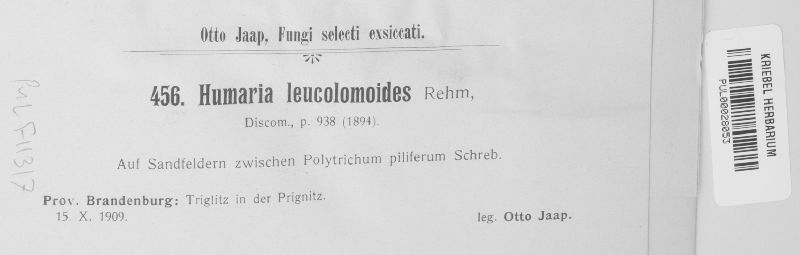 Otto Jaap, Fungi selecti exsiccati.
456. Humaria leucolomoides Rehm,
Discom., p. 938 (1894).
Auf Sandfeldern zwischen Polytrichum piliferum Schreb.
Prov. Brandenburg: Triglitz in der Prignitz.
15. X. 1909.
leg. Otto Jaap.
PUL F11317
KRIEBEL HERBARIUM
PUL00028053